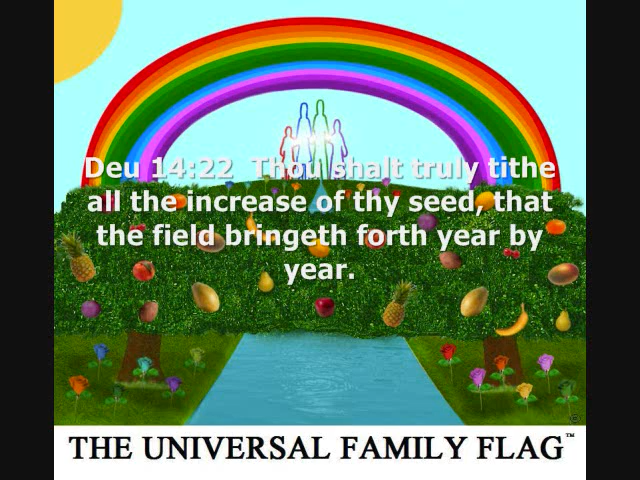 Deu 14:22  Thou shalt truly tithe
all the increase of thy seed, that
the field bringeth forth year by
year.
THE UNIVERSAL FAMILY FLAG™
©